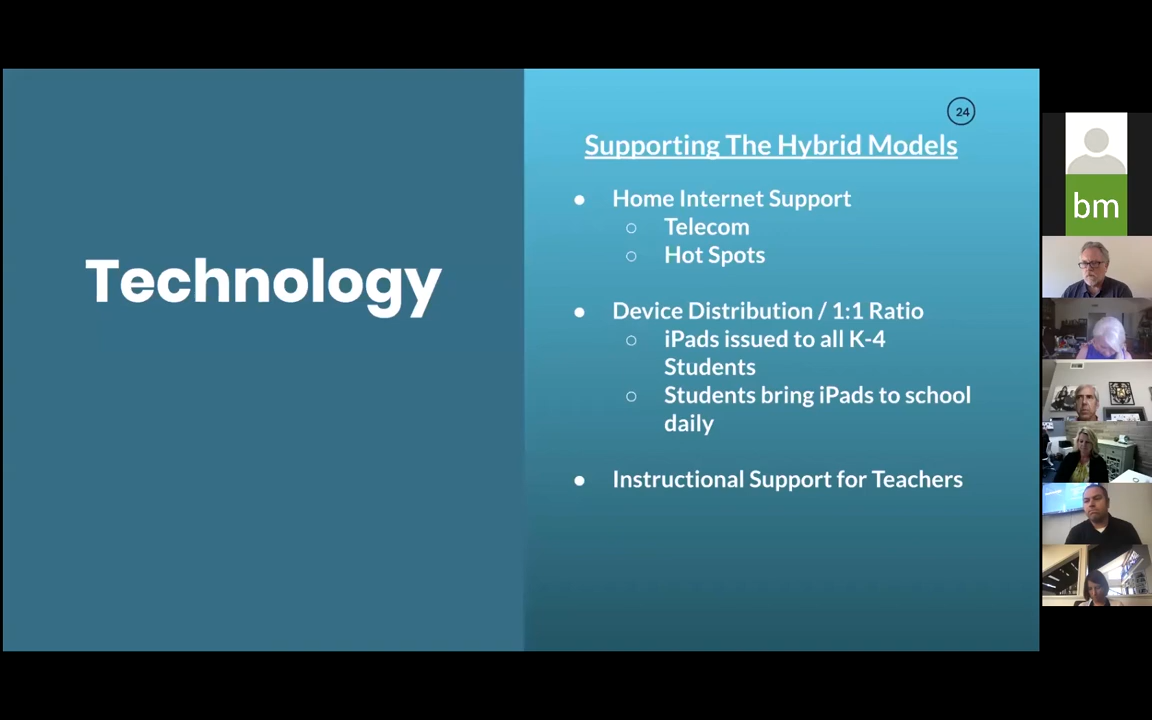 Technology
24
Supporting The Hybrid Models
● Home Internet Support
○ Telecom
○ Hot Spots
● Device Distribution / 1:1 Ratio
○ iPads issued to all K-4
Students
○ Students bring iPads to school
daily
● Instructional Support for Teachers
bm